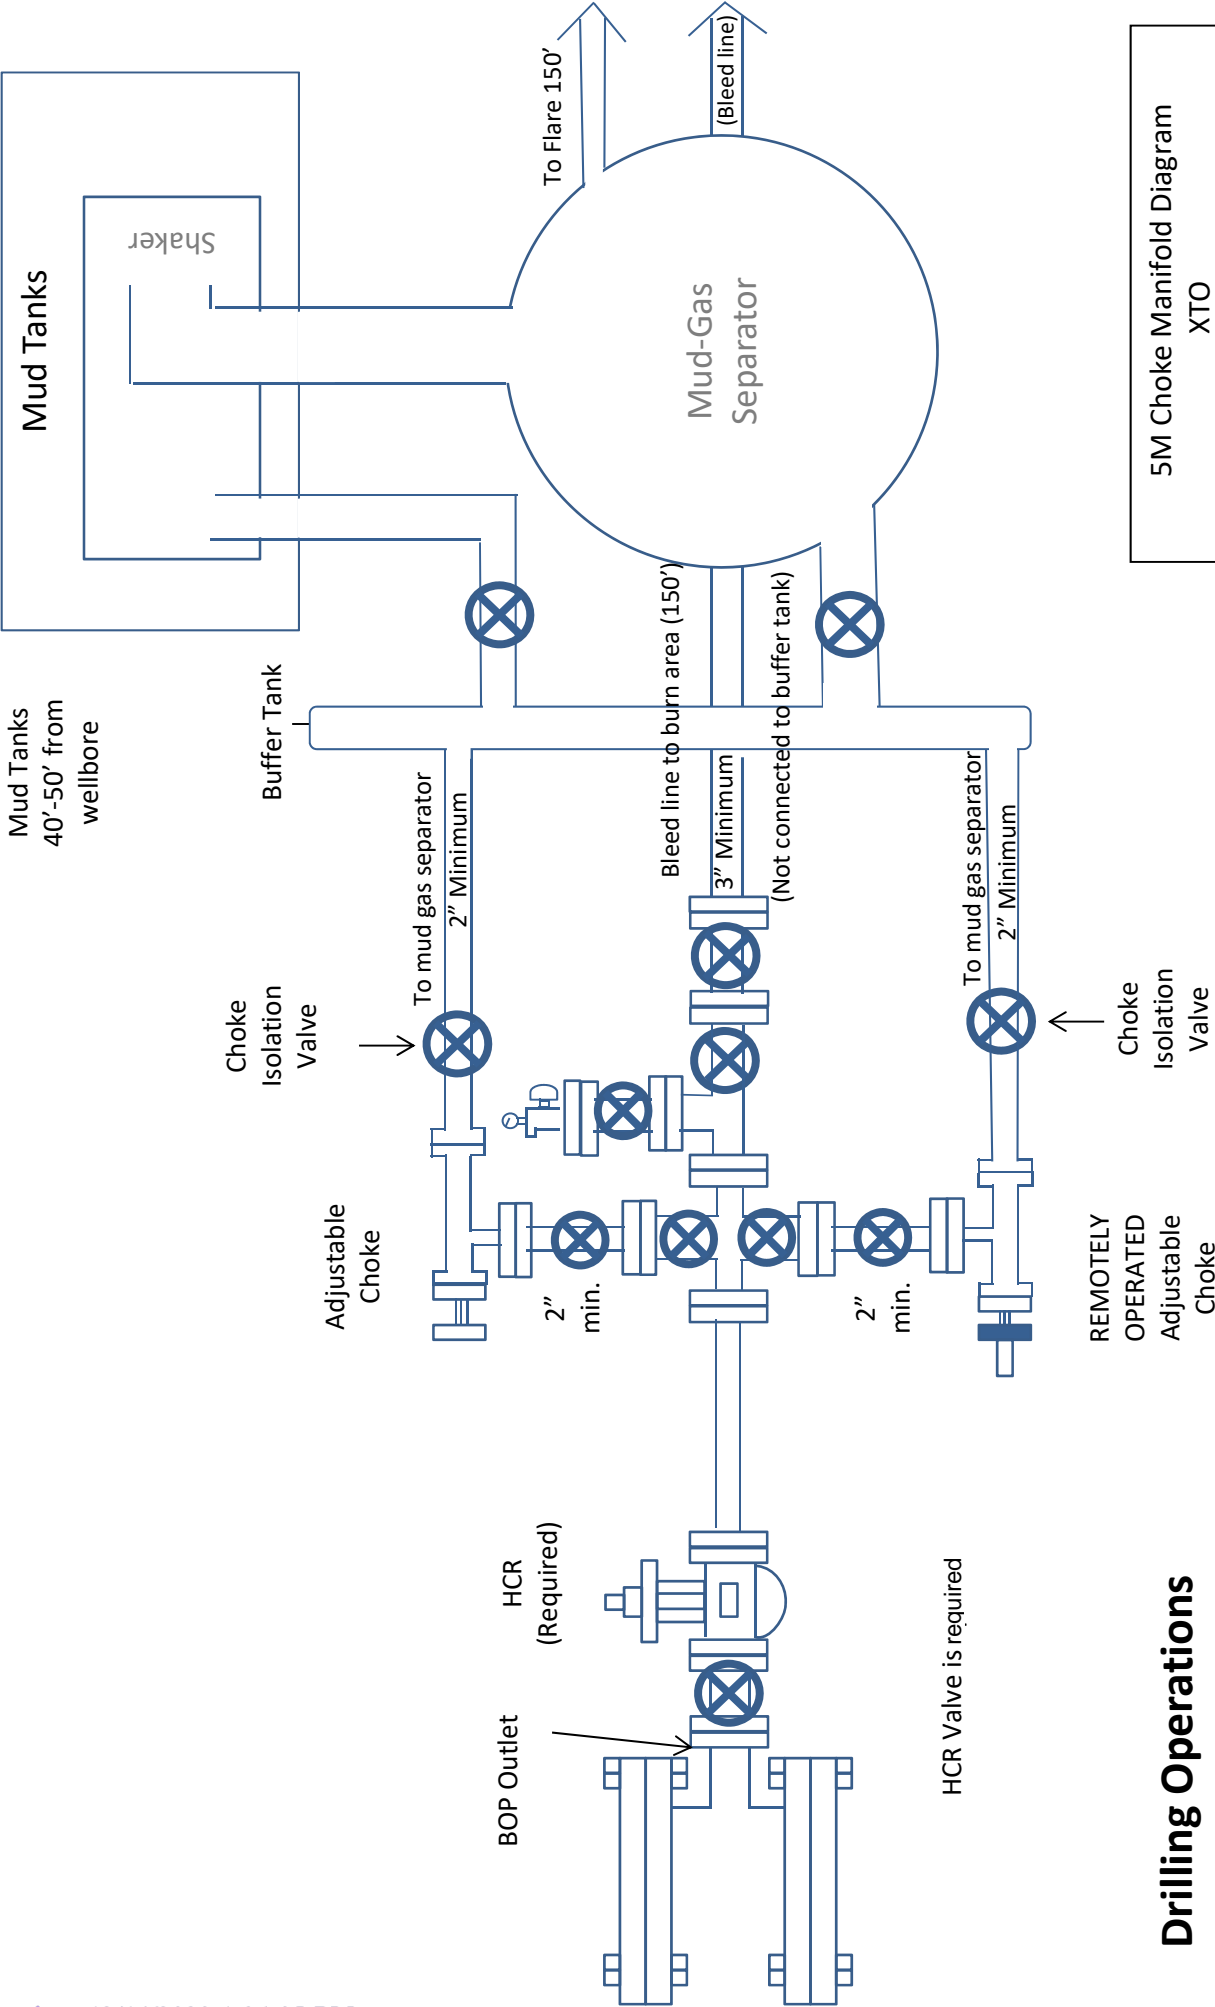 Mud Tanks
40’-50’ from
wellbore
Mud Tanks
Shaker
Buffer Tank
Choke
Isolation
Valve
Adjustable
Choke
To mud gas separator
2” Minimum
To Flare 150’
(Bleed line)
Mud-Gas
Separator
Bleed line to burn area (150’)
3” Minimum
(Not connected to buffer tank)
HCR
(Required)
BOP Outlet
2”
min.
2”
min.
To mud gas separator
2” Minimum
HCR Valve is required
REMOTELY
OPERATED
Adjustable
Choke
Choke
Isolation
Valve
Drilling Operations
5M Choke Manifold Diagram
XTO